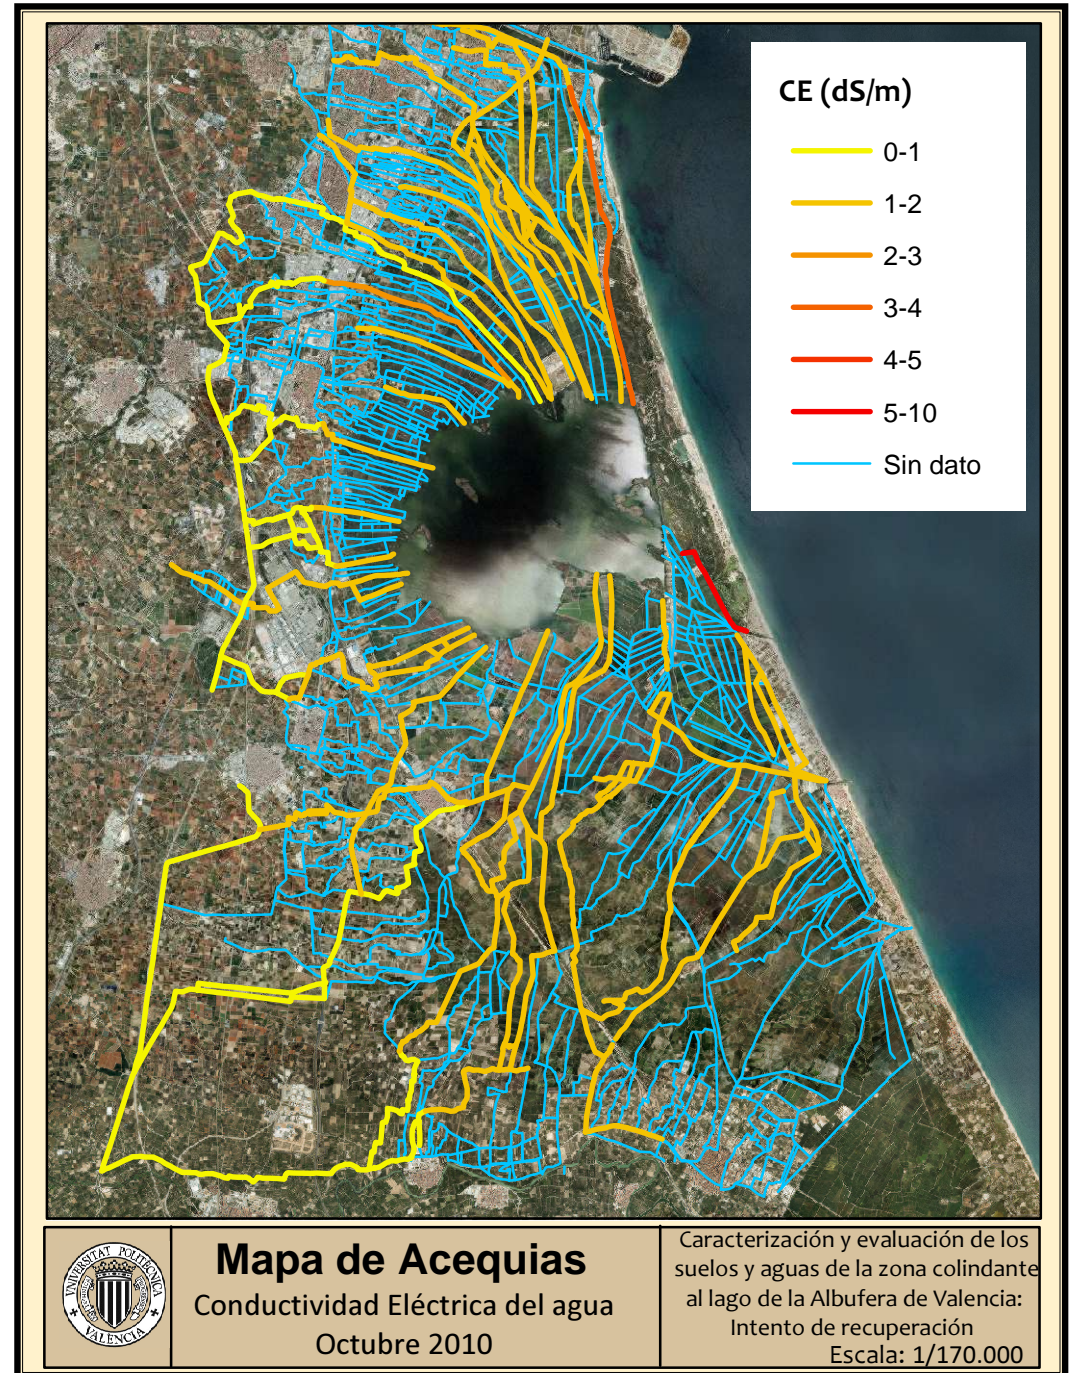 CE (dS/m)
0-1
1-2
2-3
3-4
4-5
5-10
Sin dato
UNIVERSITAT POLITECNICA
VALÈNCIA
Mapa de Acequias
Conductividad Eléctrica del agua
Octubre 2010
Caracterización y evaluación de los
suelos y aguas de la zona colindante
al lago de la Albufera de Valencia:
Intento de recuperación
Escala: 1/170.000